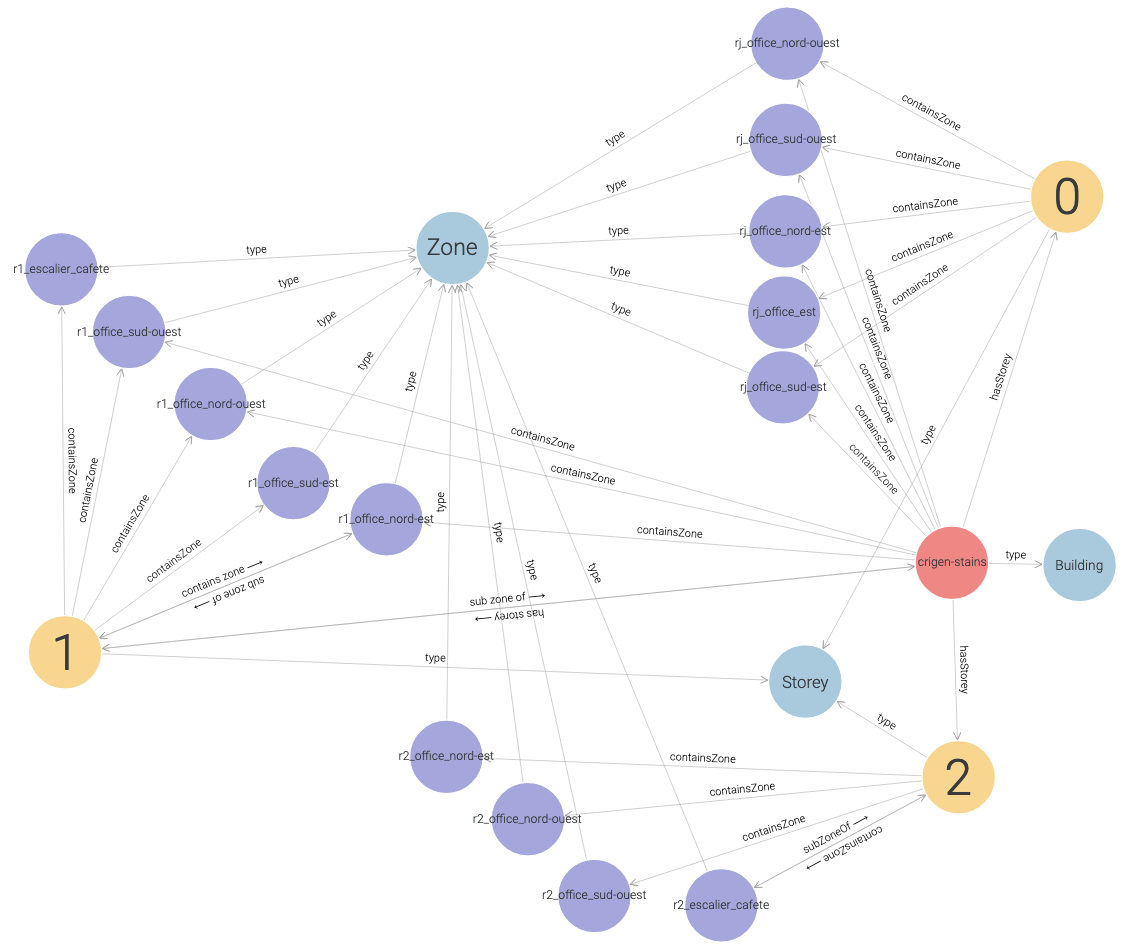 rj_office_nord-ouest
containsZone
type
rj_office_sud-ouest
containsZone
type
0
containsZone
rj_office_nord-est
type
containsZone
Zone
type
r1_escalier_cafete
type
containsZone
type
rj_office_est
type
containsZone
r1_office_sud-ouest
type
containsZone
hasStorey
rj_office_sud-est
type
containsZone
r1_office_nord-ouest
type
containsZone
containsZone
type
containsZone
containsZone
containsZone
containsZone
r1_office_sud-est
containsZone
type
r1_office_nord-est
containsZone
containsZone
type
type
containsZone
crigen-stains
type
Building
type
contains zone →
sub zone of →
sub zone of →
has storey →
1
type
hasStorey
Storey
type
r2_office_nord-est
containsZone
2
containsZone
r2_office_nord-ouest
containsZone
subZoneOf →
containsZone →
r2_office_sud-ouest
r2_escalier_cafete